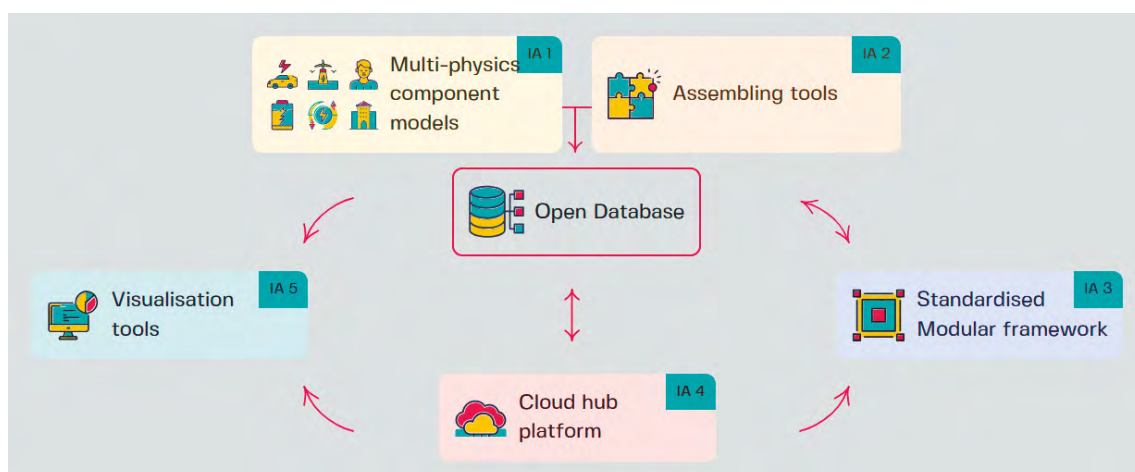 IA 1
Multi-physics
component
models
IA 2
Assembling tools
Open Database
IA 5
Visualisation
tools
IA 3
Standardised
Modular framework
IA 4
Cloud hub
platform